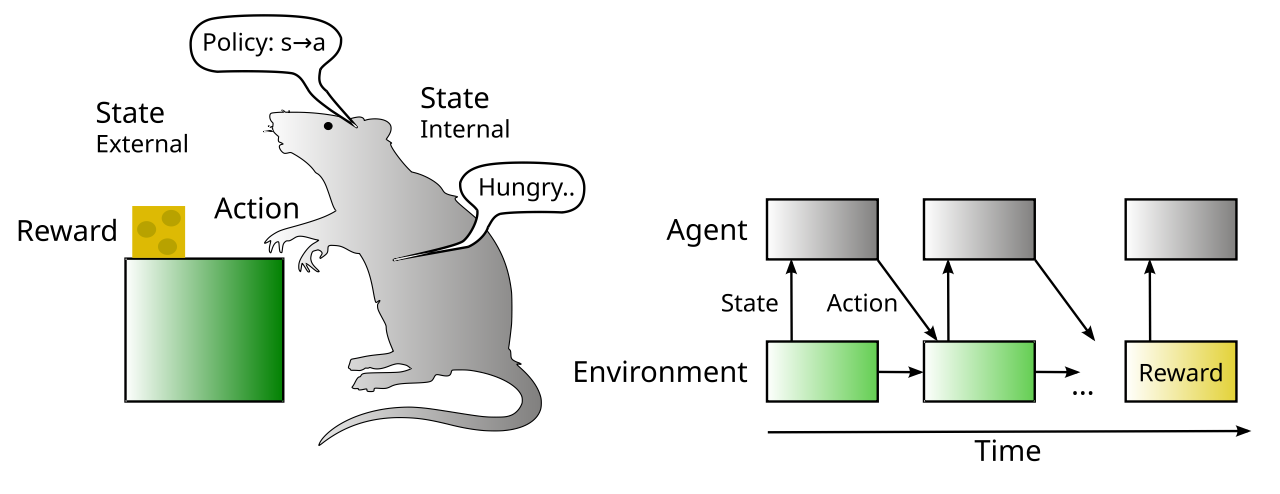 Policy: s→a
State
External
State
Internal
Hungry..
Action
Reward
Agent
State
Action
Environment
Reward
...
Time